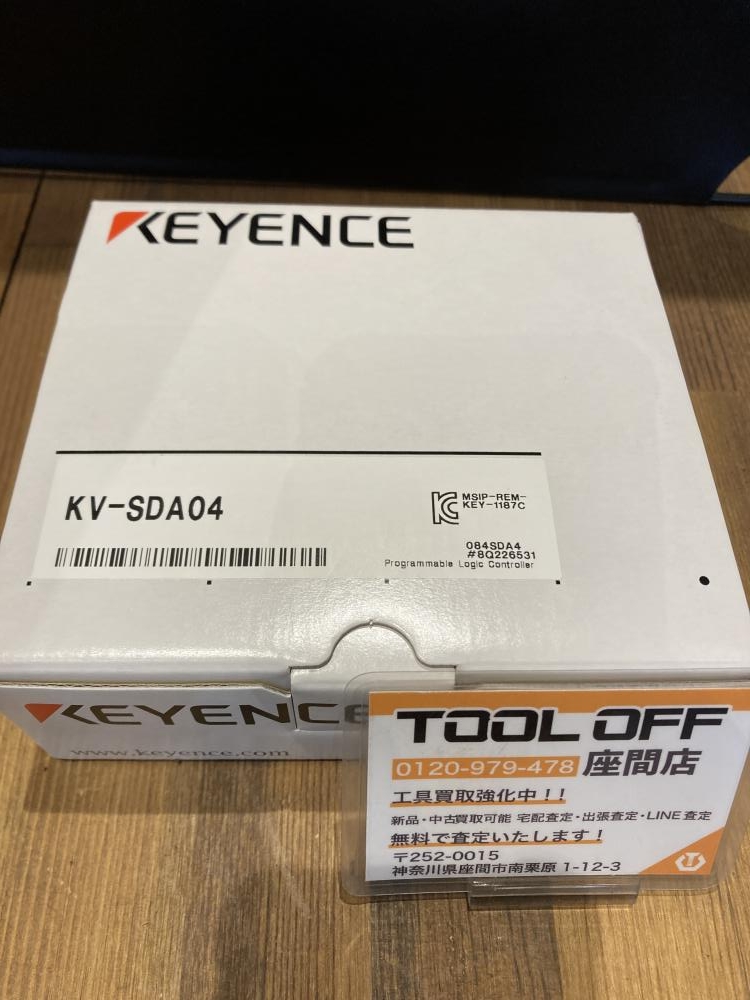 KEYENCE
KV-SDA04
MSIP-REM-
KEY-1187C
084SDA4
#8Q226531
Programmable Logic Controller
KEYENCE
www.keyence.com
TOOL OFF
0120-979-478 座間店
工具買取強化中！！
新品・中古買取可能 宅配査定・出張査定・LINE査定
無料で査定いたします！
〒252-0015
神奈川県座間市南栗原 1-12-3